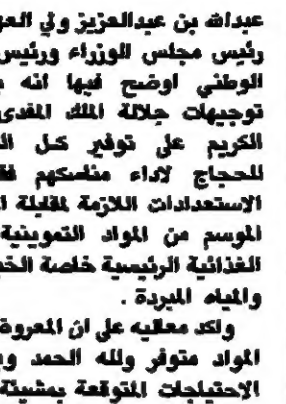 عبدالله بن عبدالعزيز ولي العهد
رئيس مجلس الوزراء ورئيس
الوطني اوضح فيها انه
توجيهات جلالة الملك المفدى
الكريم على توفير كل
للحجاج لاداء مناسكهم
الاستعدادات اللازمة لمقابلة
الموسم من المواد التموينية
الغذائية الرئيسية خاصة
والمياه المبردة .
واكد معاليه على ان المعروض
المواد متوفر ولله الحمد
الاحتياجات المتوقعة بمشيئة